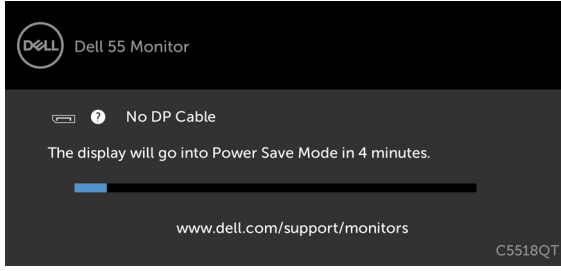 DELL
Dell 55 Monitor
? No DP Cable
The display will go into Power Save Mode in 4 minutes.
www.dell.com/support/monitors
C5518QT